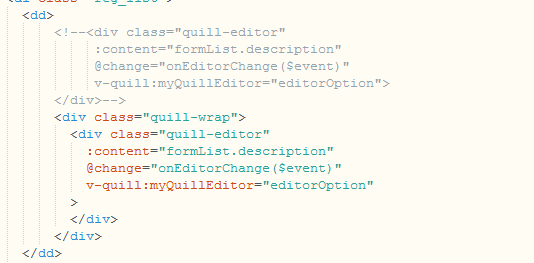 <dd>
<!--<div class="quill-editor"
:content="formList.description"
@change="onEditorChange($event)"
v-quill:myQuillEditor="editorOption">
</div>-->
<div class="quill-wrap">
<div class="quill-editor"
:content="formList.description"
@change="onEditorChange($event)"
v-quill:myQuillEditor="editorOption"
>
</div>
</div>
</dd>